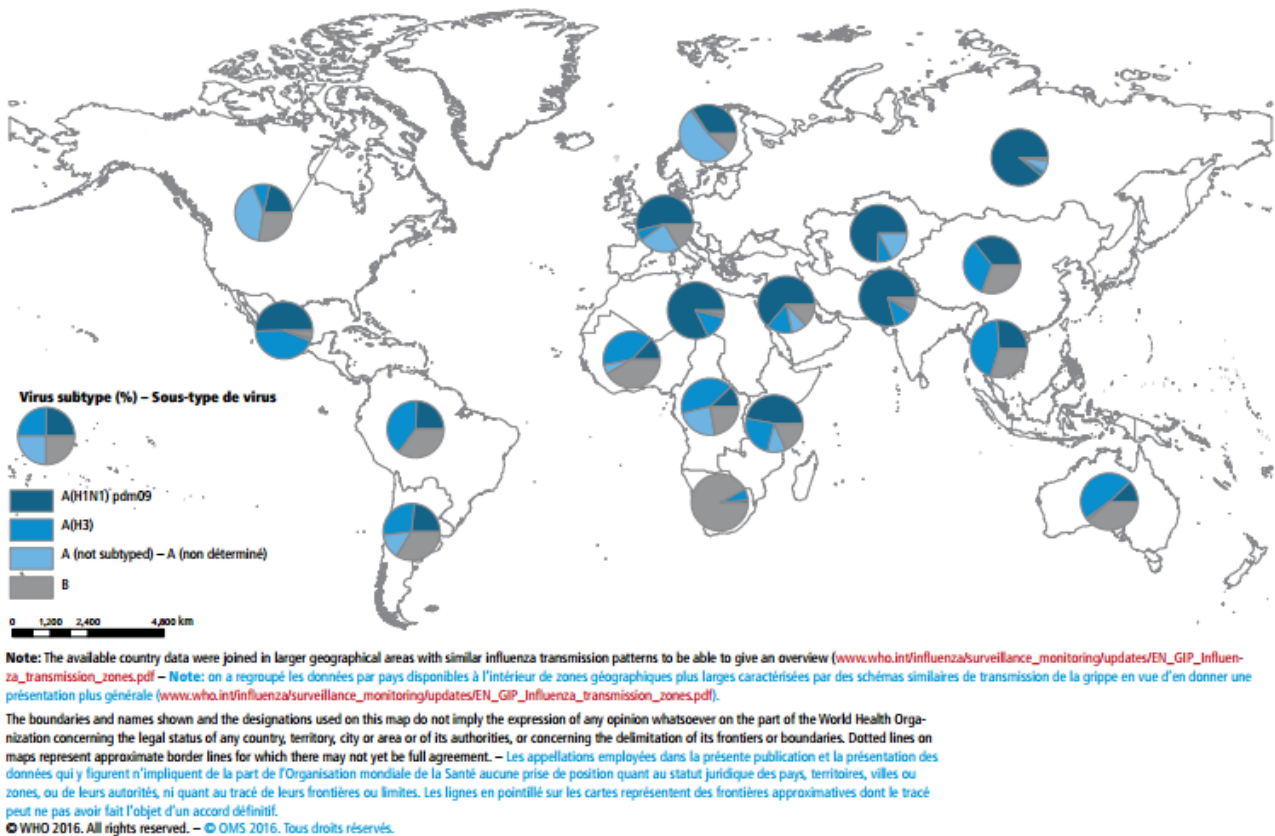 Virus subtype (%) – Sous-type de virus
A(H1N1) pdm09
A(H3)
A (not subtyped) – A (non déterminé)
B
0 1,200 2,400 4,800 km
Note: The available country data were joined in larger geographical areas with similar influenza transmission patterns to be able to give an overview (www.who.int/influenza/surveillance_monitoring/updates/EN_GIP_Influen-
za_transmission_zones.pdf – Note: on a regroupé les données par pays disponibles à l'intérieur de zones géographiques plus larges caractérisées par des schémas similaires de transmission de la grippe en vue d'en donner une
présentation plus générale (www.who.int/influenza/surveillance_monitoring/updates/EN_GIP_Influenza_transmission_zones.pdf).
The boundaries and names shown and the designations used on this map do not imply the expression of any opinion whatsoever on the part of the World Health Orga-
nization concerning the legal status of any country, territory, city or area or of its authorities, or concerning the delimitation of its frontiers or boundaries. Dotted lines on
maps represent approximate border lines for which there may not yet be full agreement. – Les appellations employées dans la présente publication et la présentation des
données qui y figurent n'impliquent de la part de l'Organisation mondiale de la Santé aucune prise de position quant au statut juridique des pays, territoires, villes ou
zones, ou de leurs autorités, ni quant au tracé de leurs frontières ou limites. Les lignes en pointillé sur les cartes représentent des frontières approximatives dont le tracé
peut ne pas avoir fait l'objet d'un accord définitif.
© WHO 2016. All rights reserved. – © OMS 2016. Tous droits réservés.